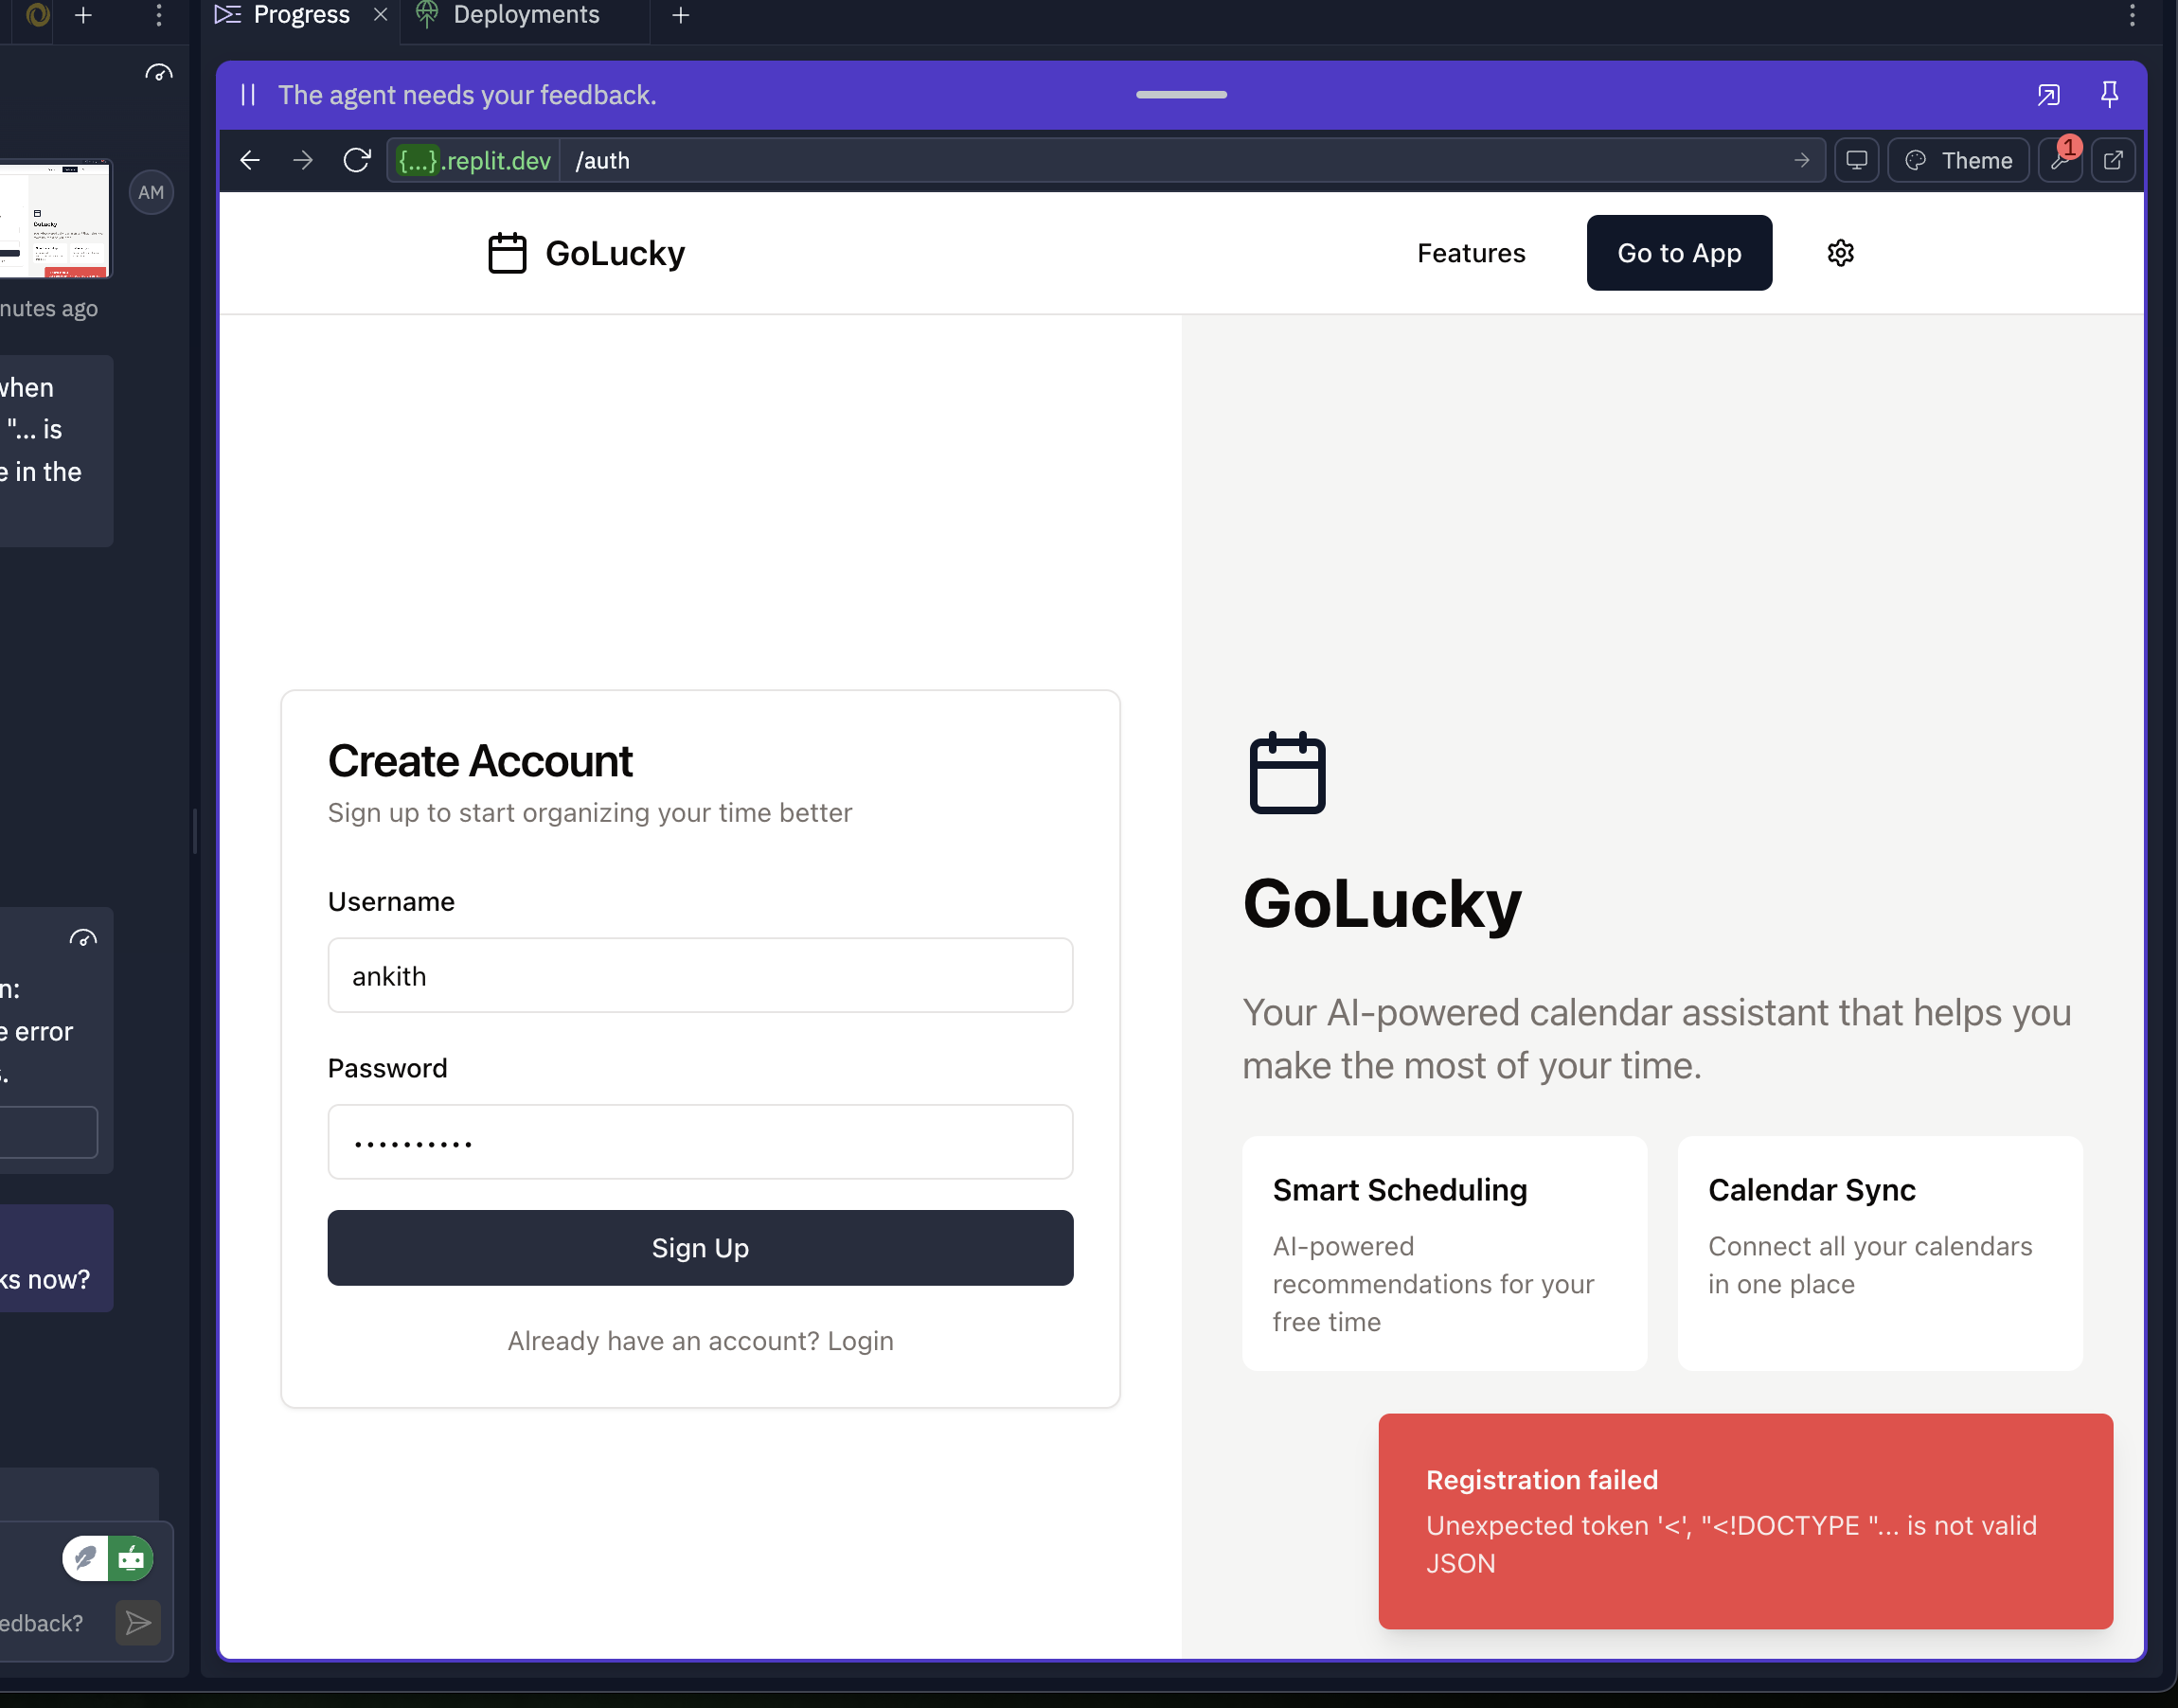 Progress
Deployments
The agent needs your feedback.
{...}.replit.dev
/auth
Theme
1
AM
nutes ago
when
"... is
e in the
error
ks now?
edback?
GoLucky
Features
Go to App
Create Account
Sign up to start organizing your time better
Username
ankith
Password
••••••••••
Sign Up
Already have an account? Login
GoLucky
Your AI-powered calendar assistant that helps you
make the most of your time.
Smart Scheduling
AI-powered
recommendations for your
free time
Calendar Sync
Connect all your calendars
in one place
Registration failed
Unexpected token '<', "<!DOCTYPE "... is not valid
JSON